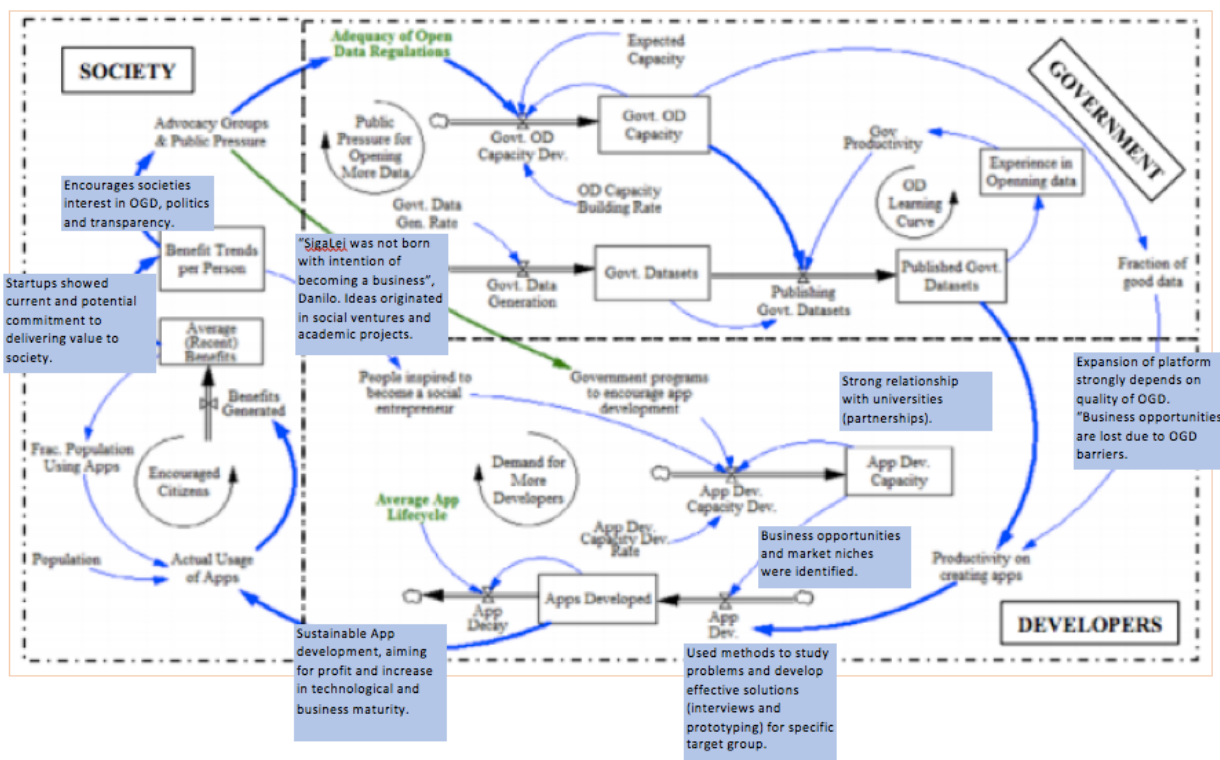 SOCIETY
Adequacy of Open
Data Regulations
Expected
Capacity
GOVERNMENT
Advocacy Groups
& Public Pressure
Public
Pressure for
Opening
More Data
Govt. OD
Capacity Dev.
Govt. OD
Capacity
Gov
Productivity
Experience in
Openning data
OD
Learning
Curve
Encourages societies
interest in OGD, politics
and transparency.
Govt. Data
Gen. Rate
OD Capacity
Building Rate
Benefit Trends
per Person
"SigaLei was not born
with intention of
becoming a business",
Danilo. Ideas originated
in social ventures and
academic projects.
Govt. Data
Generation
Govt. Datasets
Publishing
Govt. Datasets
Published Govt.
Datasets
Fraction of
good data
Startups showed
current and potential
commitment to
delivering value to
society.
Average
(Recent)
Benefits
Benefits
Generated
People inspired to
become a social
entrepreneur
Government programs
to encourage app
development
Strong relationship
with universities
(partnerships).
Expansion of platform
strongly depends on
quality of OGD.
"Business opportunities
are lost due to OGD
barriers.
Frac. Population
Using Apps
Encouraged
Citizens
Demand for
More
Developers
Average App
Lifecycle
App Dev.
Capacity Dev.
App Dev.
Capacity
App Dev.
Capacity Dev.
Rate
Business opportunities
and market niches
were identified.
Population
Actual Usage
of Apps
Productivity on
creating apps
App
Decay
Apps Developed
App
Dev.
DEVELOPERS
Sustainable App
development, aiming
for profit and increase
in technological and
business maturity.
Used methods to study
problems and develop
effective solutions
(interviews and
prototyping) for specific
target group.